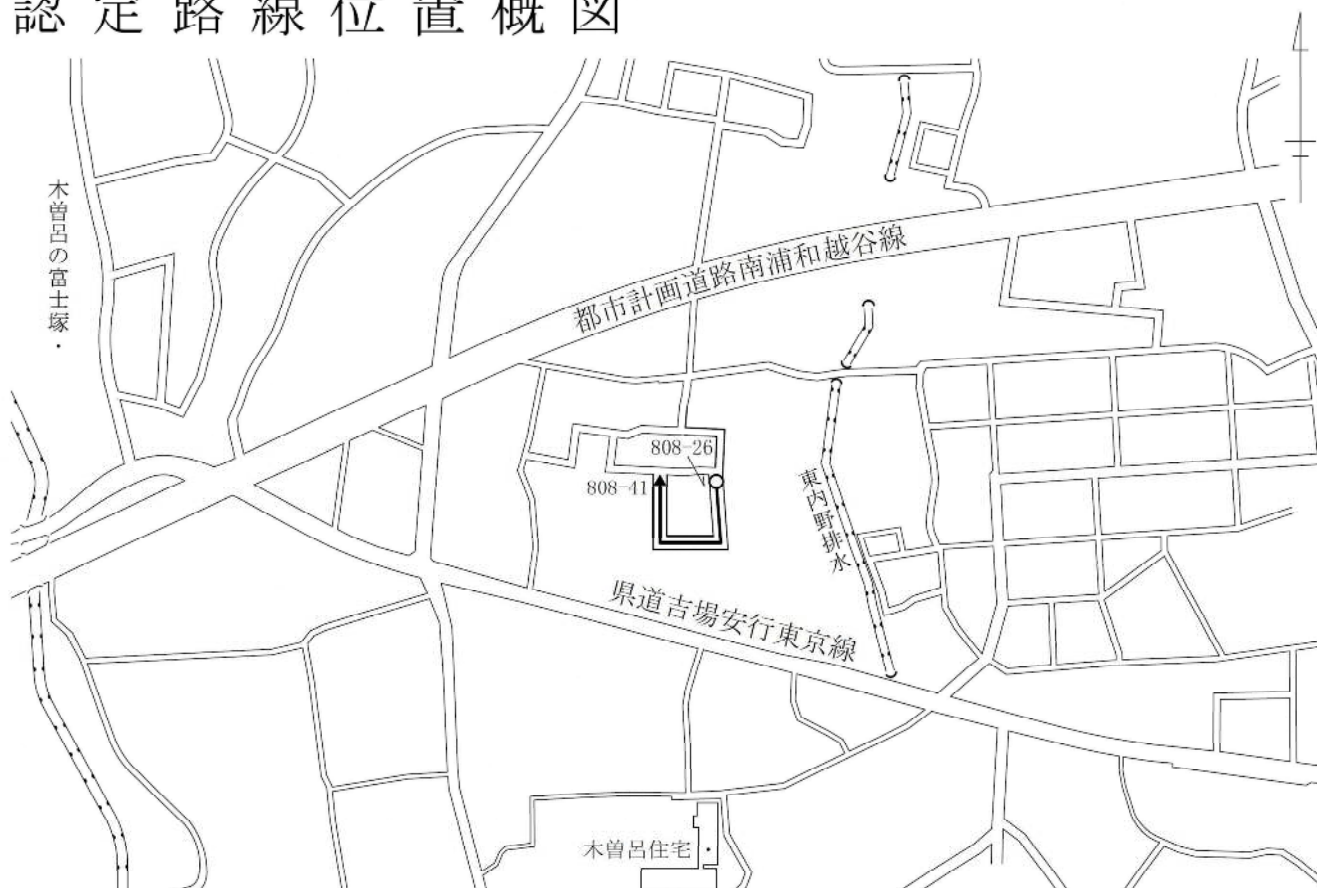 認定路線位置概図
木曽呂の富士塚・
都市計画道路南浦和越谷線
808-26
808-41
東内野排水
県道吉場安行東京線
木曽呂住宅